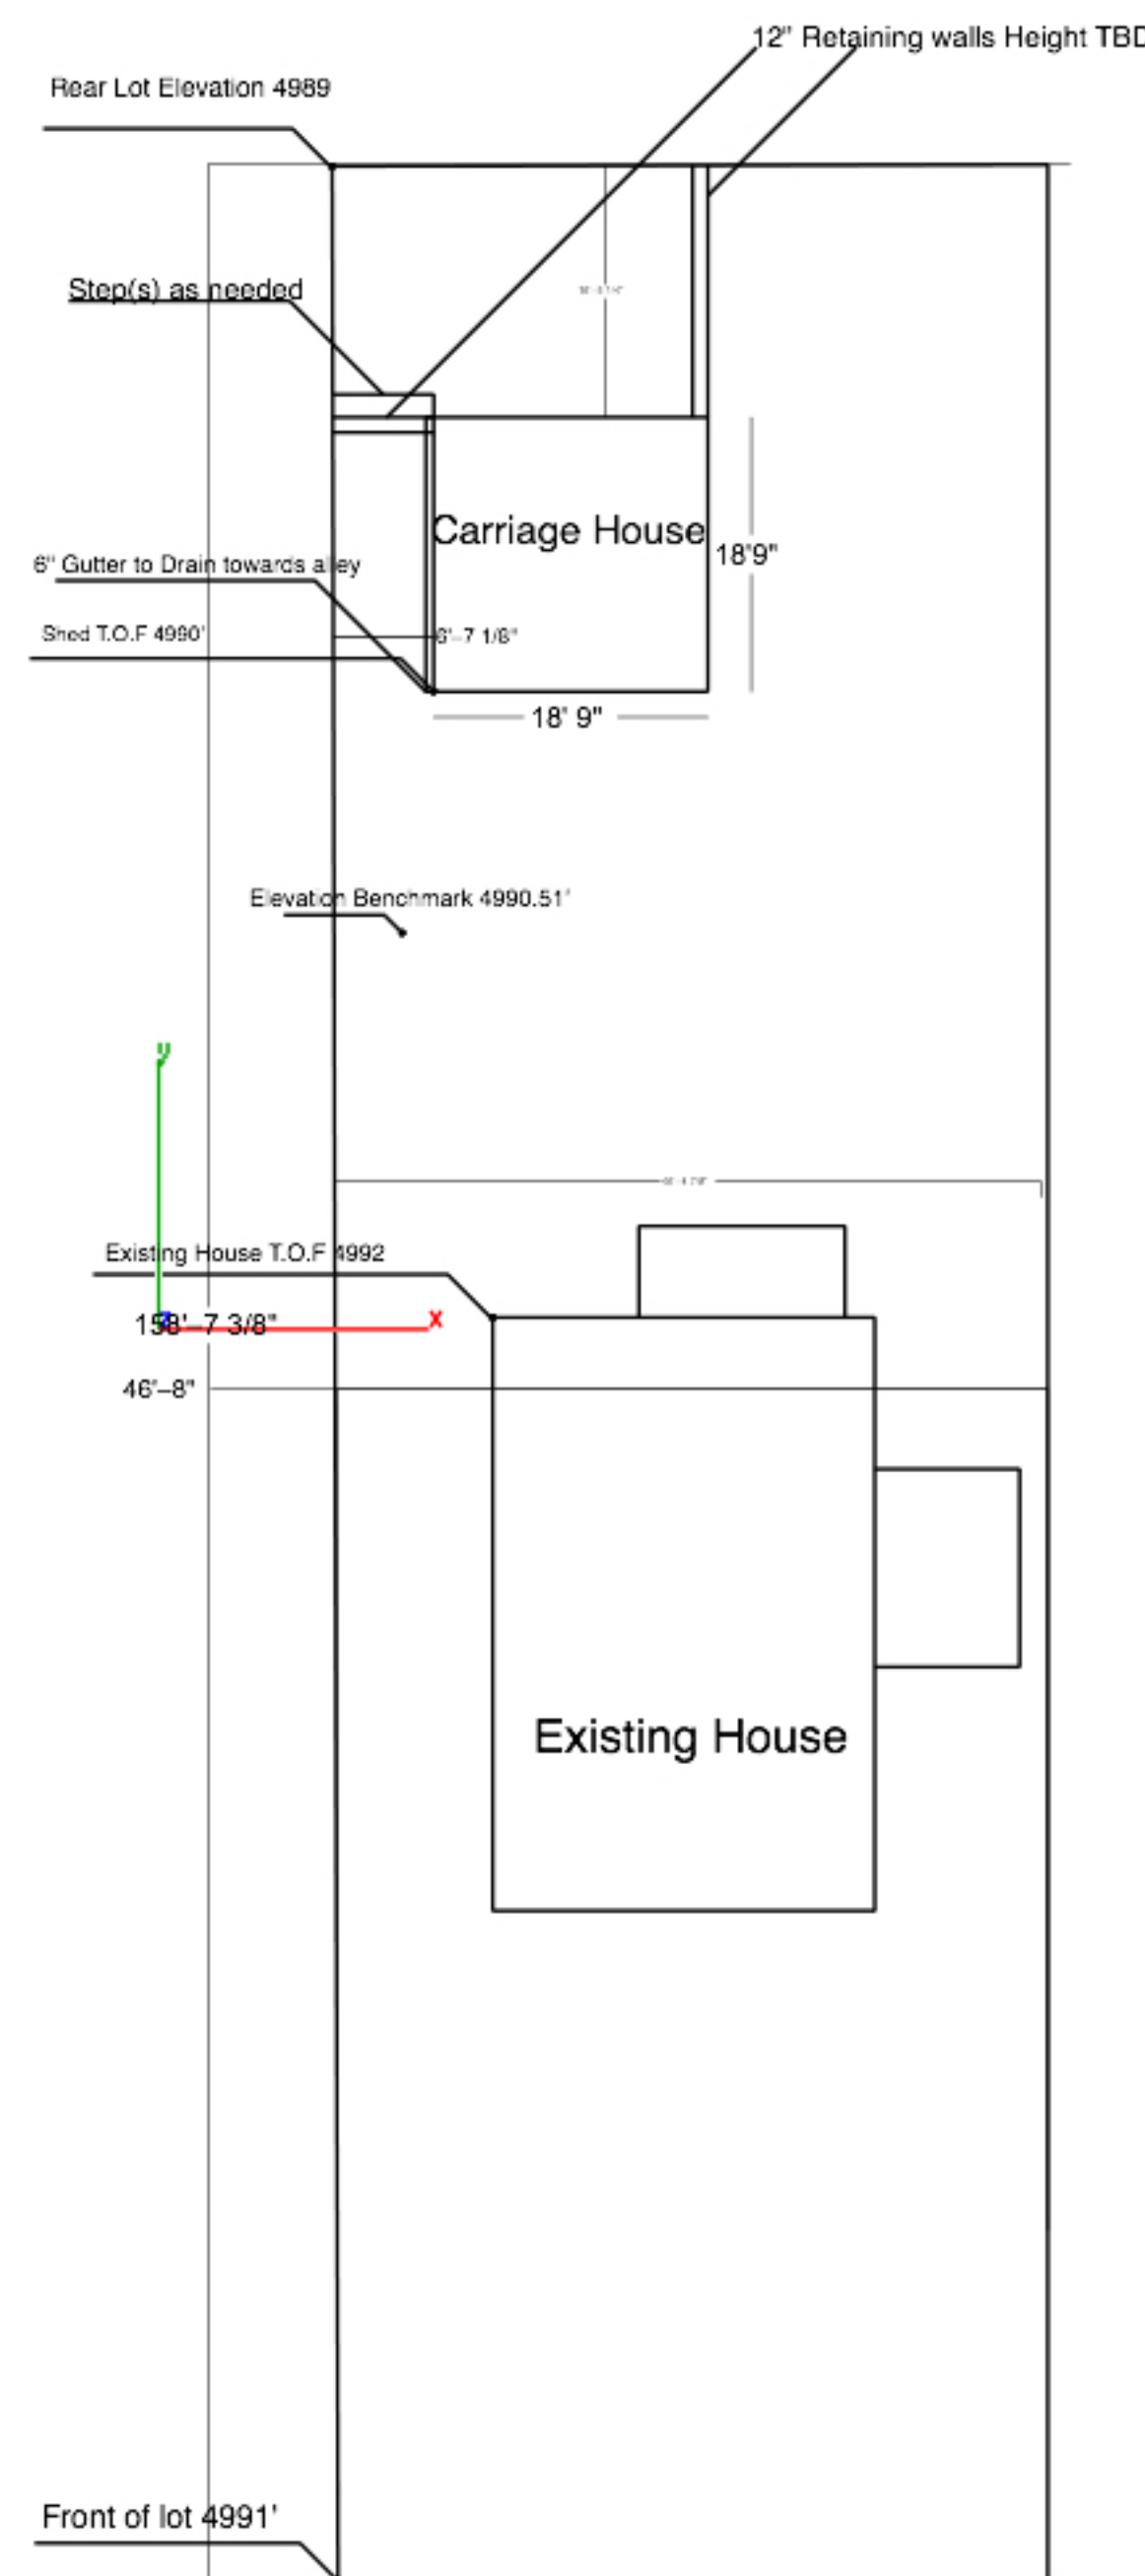 12" Retaining walls Height TBD
Rear Lot Elevation 4989
Step(s) as needed
Carriage House
18'9"
6" Gutter to Drain towards alley
Shed T.O.F 4990'
6'-7 1/8"
18' 9"
Elevation Benchmark 4990.51'
y
Existing House T.O.F 4992
x
158'-7 3/8"
46'-8"
Existing House
Front of lot 4991'